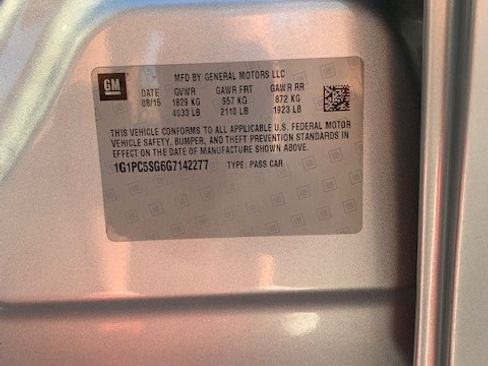 GM
MFD BY GENERAL MOTORS LLC
DATE GVWR GAWR FRT GAWR RR
08/15 1829 KG 957 KG 872 KG
4033 LB 2110 LB 1923 LB
THIS VEHICLE CONFORMS TO ALL APPLICABLE U.S. FEDERAL MOTOR
VEHICLE SAFETY, BUMPER, AND THEFT PREVENTION STANDARDS IN
EFFECT ON THE DATE OF MANUFACTURE SHOWN ABOVE.
1G1PC5SG6G7142277 TYPE: PASS CAR